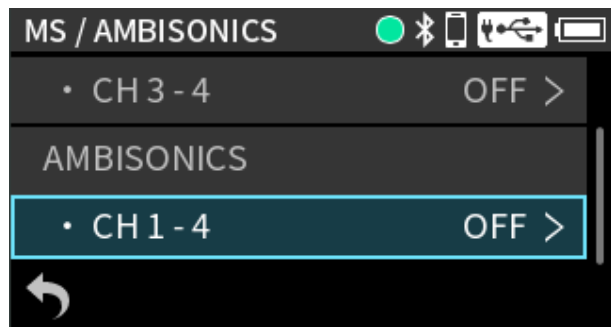 MS / AMBISONICS
・ CH 3 - 4 OFF >
AMBISONICS
・ CH 1 - 4 OFF >